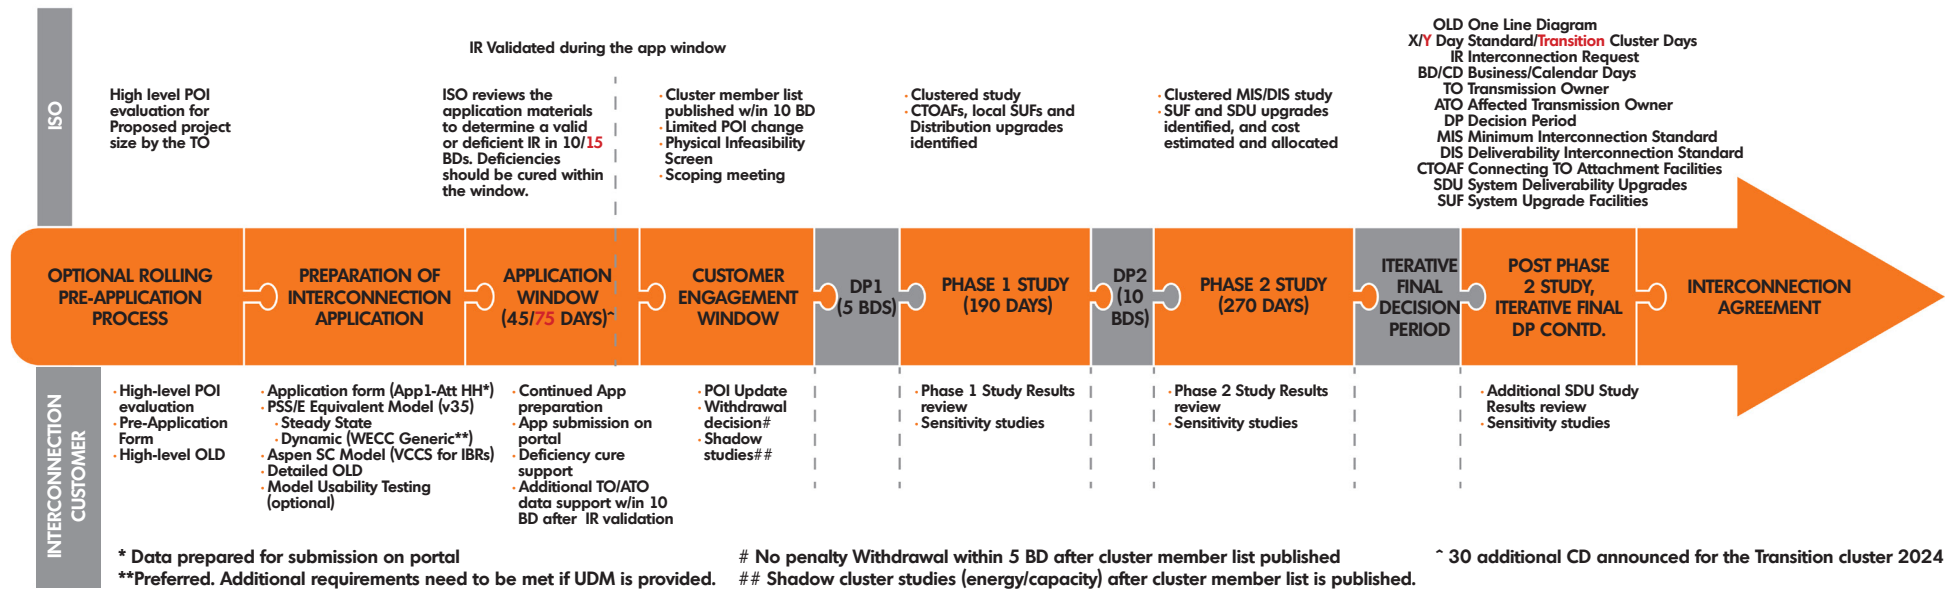 IR Validated during the app window
OLD One Line Diagram
X/Y Day Standard/Transition Cluster Days
IR Interconnection Request
BD/CD Business/Calendar Days
TO Transmission Owner
ATO Affected Transmission Owner
DP Decision Period
MIS Minimum Interconnection Standard
DIS Deliverability Interconnection Standard
CTOAF Connecting TO Attachment Facilities
SDU System Deliverability Upgrades
SUF System Upgrade Facilities
ISO
High level POI
evaluation for
Proposed project
size by the TO
ISO reviews the
application materials
to determine a valid
or deficient IR in 10/15
BDs. Deficiencies
should be cured within
the window.
· Cluster member list
published w/in 10 BD
· Limited POI change
· Physical Infeasibility
Screen
· Scoping meeting
· Clustered study
· CTOAFs, local SUFs and
Distribution upgrades
identified
· Clustered MIS/DIS study
· SUF and SDU upgrades
identified, and cost
estimated and allocated
OPTIONAL ROLLING
PRE-APPLICATION
PROCESS
PREPARATION OF
INTERCONNECTION
APPLICATION
APPLICATION
WINDOW
(45/75 DAYS)^
CUSTOMER
ENGAGEMENT
WINDOW
DP1
(5 BDS)
PHASE 1 STUDY
(190 DAYS)
DP2
(10
BDS)
PHASE 2 STUDY
(270 DAYS)
ITERATIVE
FINAL
DECISION
PERIOD
POST PHASE
2 STUDY,
ITERATIVE FINAL
DP CONTD.
INTERCONNECTION
AGREEMENT
INTERCONNECTION
CUSTOMER
· High-level POI
evaluation
· Pre-Application
Form
· High-level OLD
· Application form (App1-Att HH*)
· PSS/E Equivalent Model (v35)
· Steady State
· Dynamic (WECC Generic**)
· Aspen SC Model (VCCS for IBRs)
· Detailed OLD
· Model Usability Testing
(optional)
· Continued App
preparation
· App submission on
portal
· Deficiency cure
support
· Additional TO/ATO
data support w/in 10
BD after IR validation
· POI Update
· Withdrawal
decision#
· Shadow
studies##
· Phase 1 Study Results
review
· Sensitivity studies
· Phase 2 Study Results
review
· Sensitivity studies
· Additional SDU Study
Results review
· Sensitivity studies
* Data prepared for submission on portal
**Preferred. Additional requirements need to be met if UDM is provided.
# No penalty Withdrawal within 5 BD after cluster member list published
## Shadow cluster studies (energy/capacity) after cluster member list is published.
^ 30 additional CD announced for the Transition cluster 2024